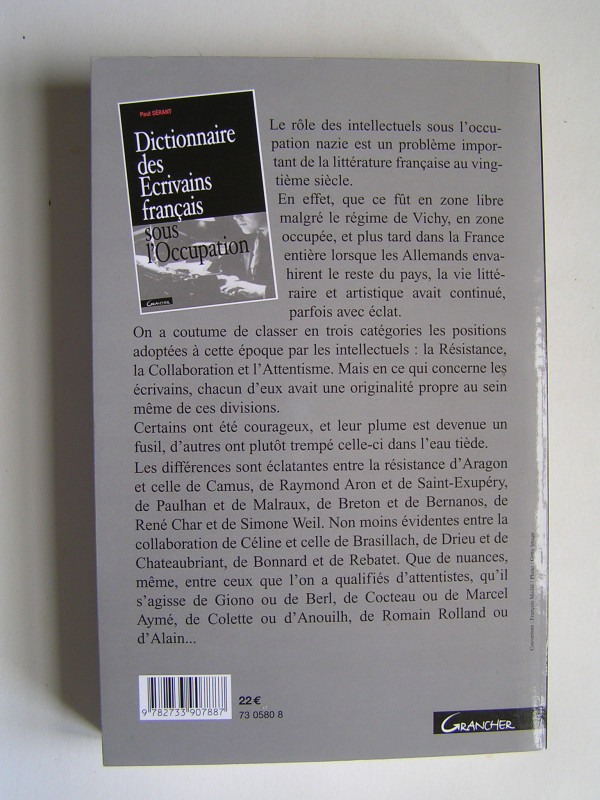 Paul SÉRANT
Dictionnaire
des
Ecrivains
français
sous
l'Occupation
GRANCHER
Le rôle des intellectuels sous l'occu-
pation nazie est un problème impor-
tant de la littérature française au ving-
tième siècle.
En effet, que ce fût en zone libre
malgré le régime de Vichy, en zone
occupée, et plus tard dans la France
entière lorsque les Allemands enva-
hirent le reste du pays, la vie litté-
raire et artistique avait continué,
parfois avec éclat.
On a coutume de classer en trois catégories les positions
adoptées à cette époque par les intellectuels : la Résistance,
la Collaboration et l'Attentisme. Mais en ce qui concerne les
écrivains, chacun d'eux avait une originalité propre au sein
même de ces divisions.
Certains ont été courageux, et leur plume est devenue un
fusil, d'autres ont plutôt trempé celle-ci dans l'eau tiède.
Les différences sont éclatantes entre la résistance d'Aragon
et celle de Camus, de Raymond Aron et de Saint-Exupéry,
de Paulhan et de Malraux, de Breton et de Bernanos, de
René Char et de Simone Weil. Non moins évidentes entre la
collaboration de Céline et celle de Brasillach, de Drieu et de
Chateaubriant, de Bonnard et de Rebatet. Que de nuances,
même, entre ceux que l'on a qualifiés d'attentistes, qu'il
s'agisse de Giono ou de Berl, de Cocteau ou de Marcel
Aymé, de Colette ou d'Anouilh, de Romain Rolland ou
d'Alain...
22 €
73 0580 8
9 782733 907887
GRANCHER